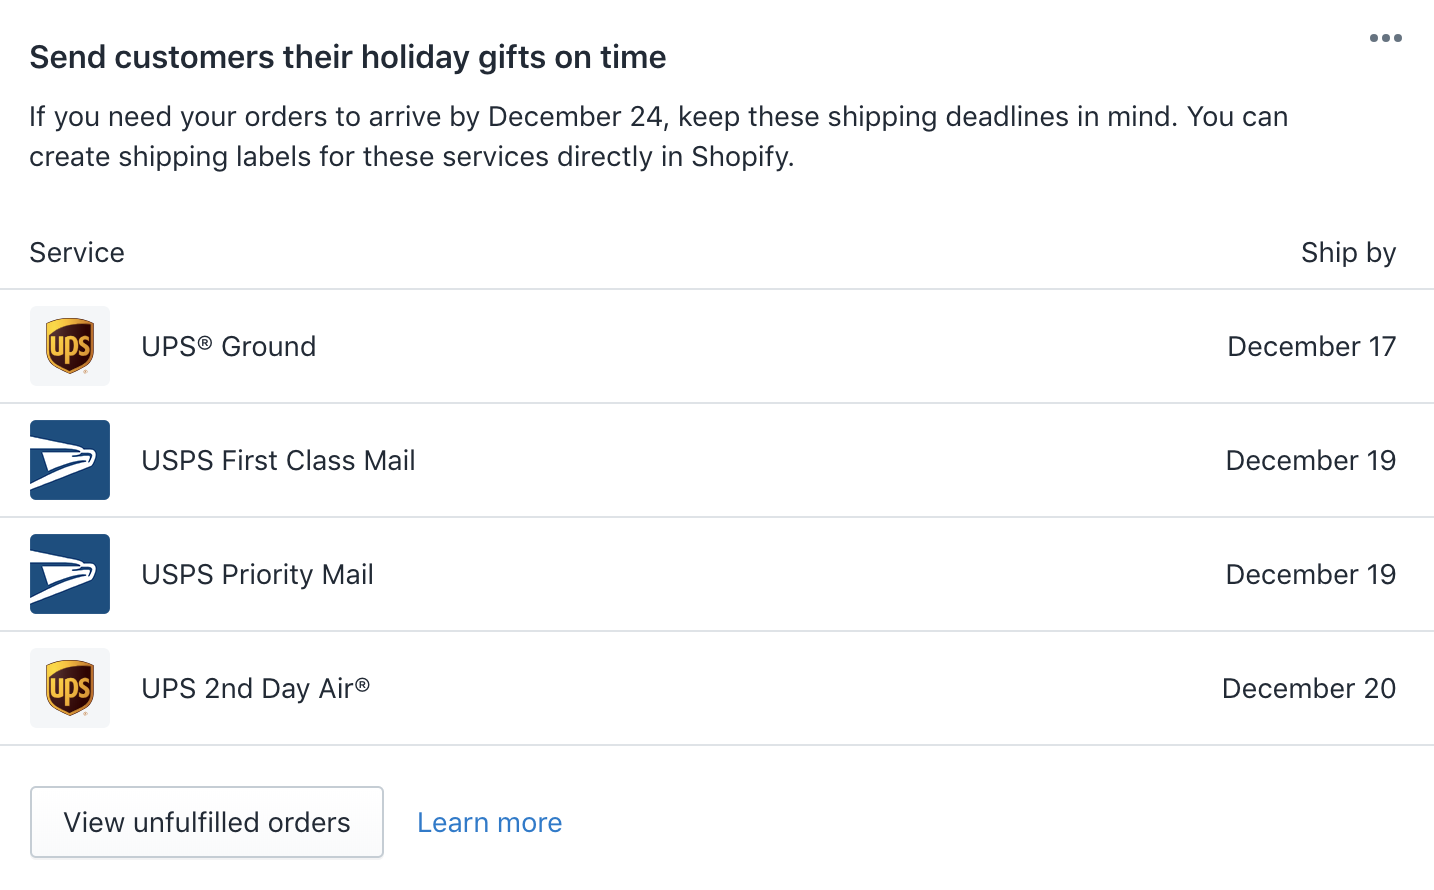 Send customers their holiday gifts on time
If you need your orders to arrive by December 24, keep these shipping deadlines in mind. You can
create shipping labels for these services directly in Shopify.
Service Ship by
ups UPS® Ground December 17
USPS First Class Mail December 19
USPS Priority Mail December 19
ups UPS 2nd Day Air® December 20
View unfulfilled orders Learn more